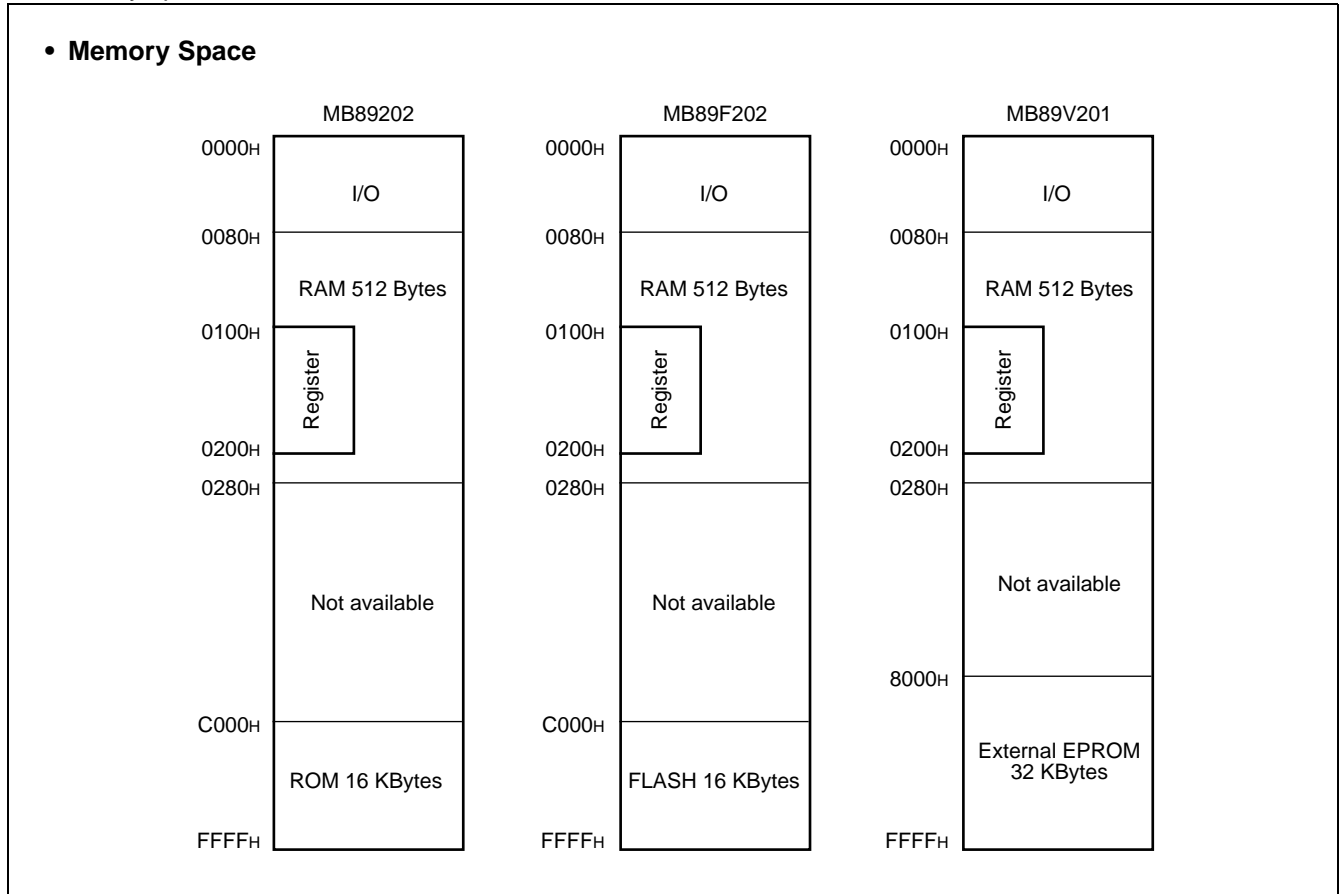 • Memory Space
MB89202
0000H
I/O
0080H
RAM 512 Bytes
0100H
Register
0200H
0280H
Not available
C000H
ROM 16 KBytes
FFFFH
MB89F202
0000H
I/O
0080H
RAM 512 Bytes
0100H
Register
0200H
0280H
Not available
C000H
FLASH 16 KBytes
FFFFH
MB89V201
0000H
I/O
0080H
RAM 512 Bytes
0100H
Register
0200H
0280H
Not available
8000H
External EPROM
32 KBytes
FFFFH